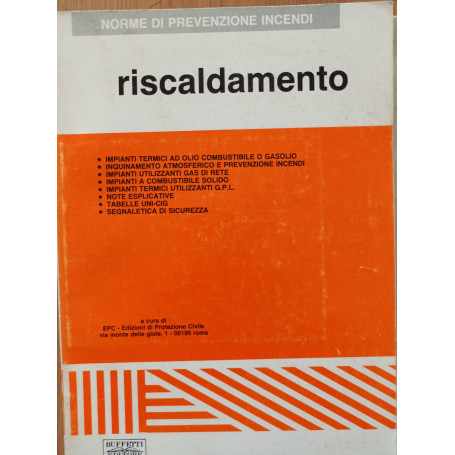 NORME DI PREVENZIONE INCENDI
riscaldamento
• IMPIANTI TERMICI AD OLIO COMBUSTIBILE O GASOLIO
• INQUINAMENTO ATMOSFERICO E PREVENZIONE INCENDI
• IMPIANTI UTILIZZANTI GAS DI RETE
• IMPIANTI A COMBUSTIBILE SOLIDO
• IMPIANTI TERMICI UTILIZZANTI G.P.L.
• NOTE ESPLICATIVE
• TABELLE UNI-CIG
• SEGNALETICA DI SICUREZZA
a cura di
EPC - Edizioni di Protezione Civile
via monte delle gioie, 1 - 00199 roma
BUFFETTI
EDITORE